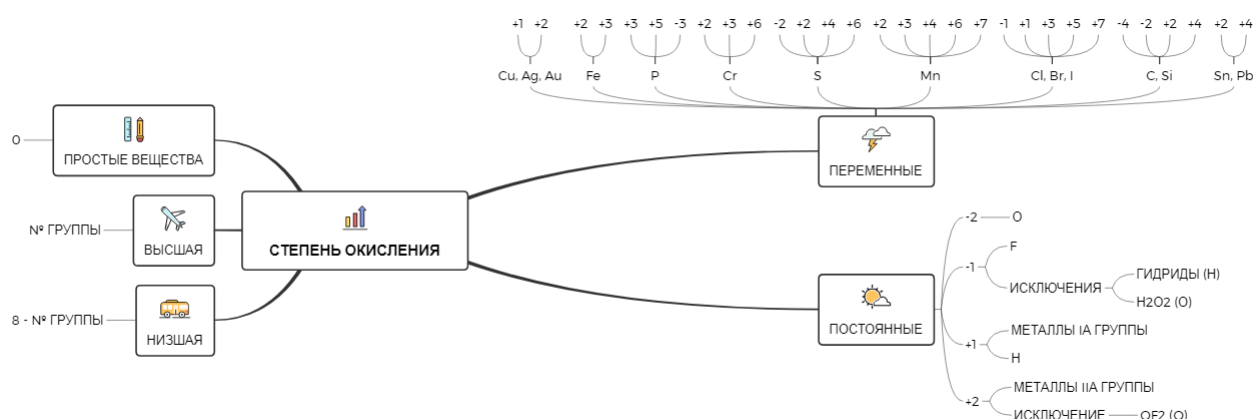 +1 +2 +2 +3 +3 +5 -3 +2 +3 +6 -2 +2 +4 +6 +2 +3 +4 +6 +7 -1 +1 +3 +5 +7 -4 -2 +2 +4 +2 +4
Cu, Ag, Au Fe P Cr S Mn Cl, Br, I C, Si Sn, Pb
ПЕРЕМЕННЫЕ
0
ПРОСТЫЕ ВЕЩЕСТВА
№ ГРУППЫ
ВЫСШАЯ
СТЕПЕНЬ ОКИСЛЕНИЯ
8 - № ГРУППЫ
НИЗШАЯ
ПОСТОЯННЫЕ
-2 O
-1 F
ИСКЛЮЧЕНИЯ
ГИДРИДЫ (H)
H2O2 (O)
+1 МЕТАЛЛЫ IA ГРУППЫ
H
+2 МЕТАЛЛЫ IIA ГРУППЫ
ИСКЛЮЧЕНИЕ OF2 (O)